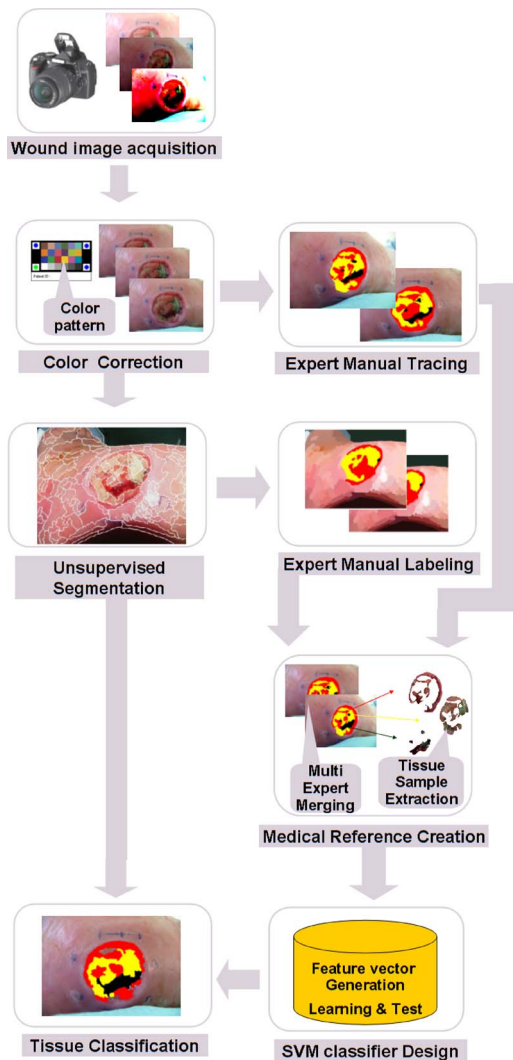 Wound image acquisition
Color
pattern
Color Correction
Expert Manual Tracing
Unsupervised
Segmentation
Expert Manual Labeling
Multi
Expert
Merging
Tissue
Sample
Extraction
Medical Reference Creation
Feature vector
Generation
Learning & Test
Tissue Classification
SVM classifier Design